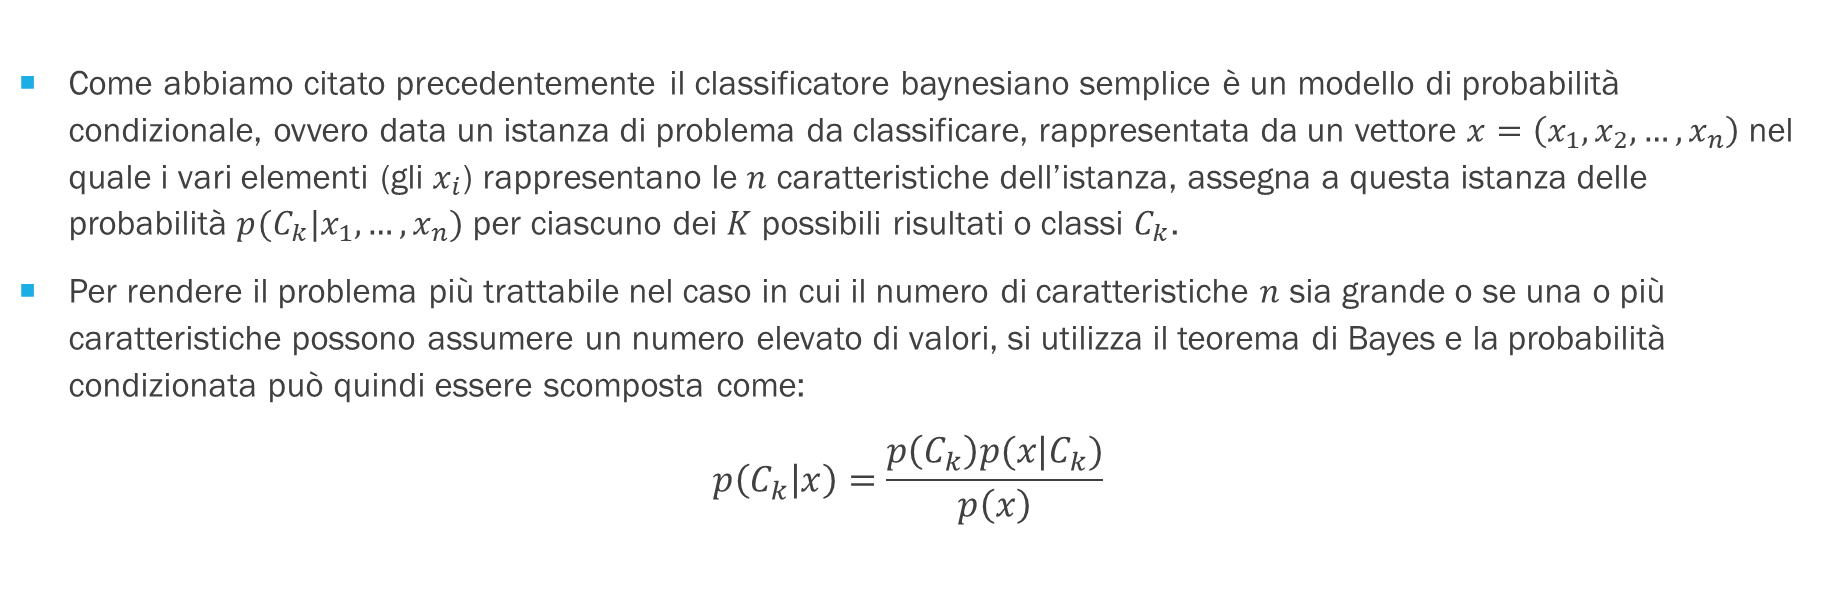 ▪ Come abbiamo citato precedentemente il classificatore baynesiano semplice è un modello di probabilità
condizionale, ovvero data un istanza di problema da classificare, rappresentata da un vettore 𝑥 = (𝑥₁, 𝑥₂, … , 𝑥ₙ) nel
quale i vari elementi (gli 𝑥ᵢ) rappresentano le 𝑛 caratteristiche dell’istanza, assegna a questa istanza delle
probabilità 𝑝(𝐶ₖ|𝑥₁, … , 𝑥ₙ) per ciascuno dei 𝐾 possibili risultati o classi 𝐶ₖ.
▪ Per rendere il problema più trattabile nel caso in cui il numero di caratteristiche 𝑛 sia grande o se una o più
caratteristiche possono assumere un numero elevato di valori, si utilizza il teorema di Bayes e la probabilità
condizionata può quindi essere scomposta come:
𝑝(𝐶ₖ|𝑥) = 𝑝(𝐶ₖ)𝑝(𝑥|𝐶ₖ) / 𝑝(𝑥)